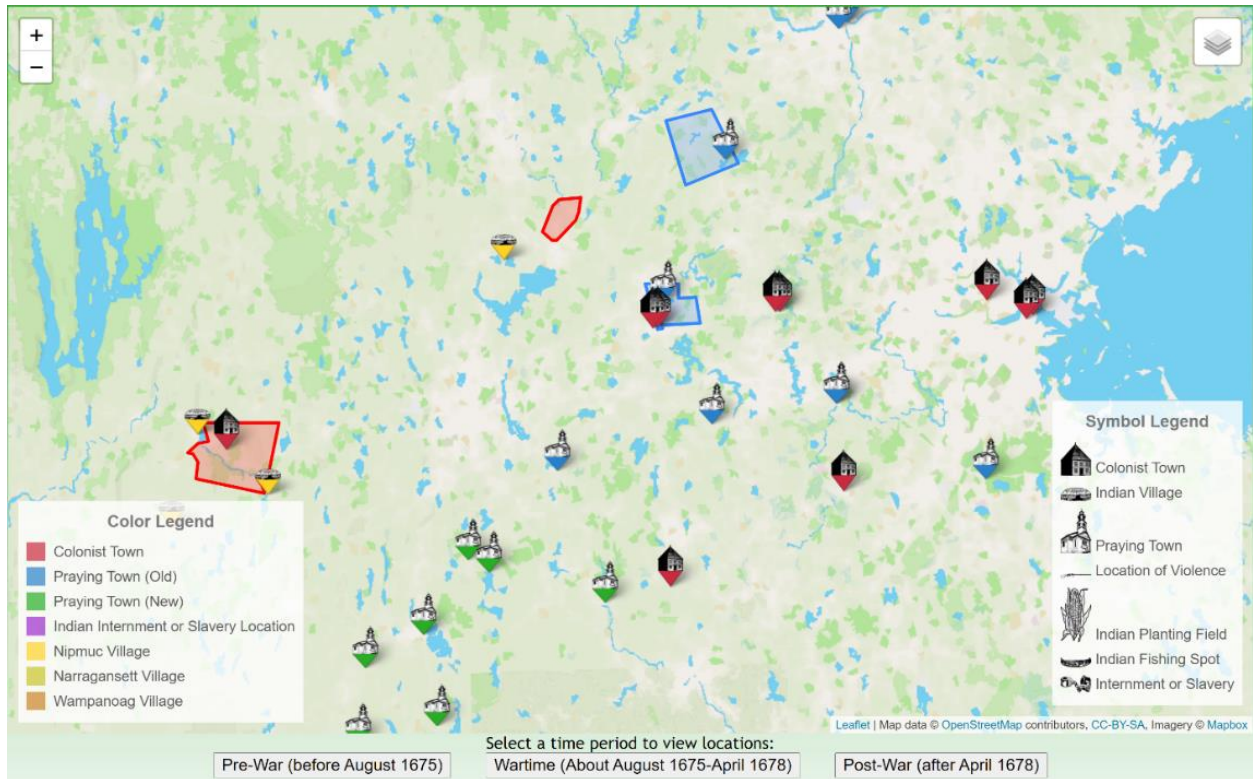 +
−
Color Legend
Colonist Town
Praying Town (Old)
Praying Town (New)
Indian Internment or Slavery Location
Nipmuc Village
Narragansett Village
Wampanoag Village
Symbol Legend
Colonist Town
Indian Village
Praying Town
Location of Violence
Indian Planting Field
Indian Fishing Spot
Internment or Slavery
Leaflet | Map data © OpenStreetMap contributors, CC-BY-SA, Imagery © Mapbox
Select a time period to view locations:
Pre-War (before August 1675) Wartime (About August 1675-April 1678) Post-War (after April 1678)